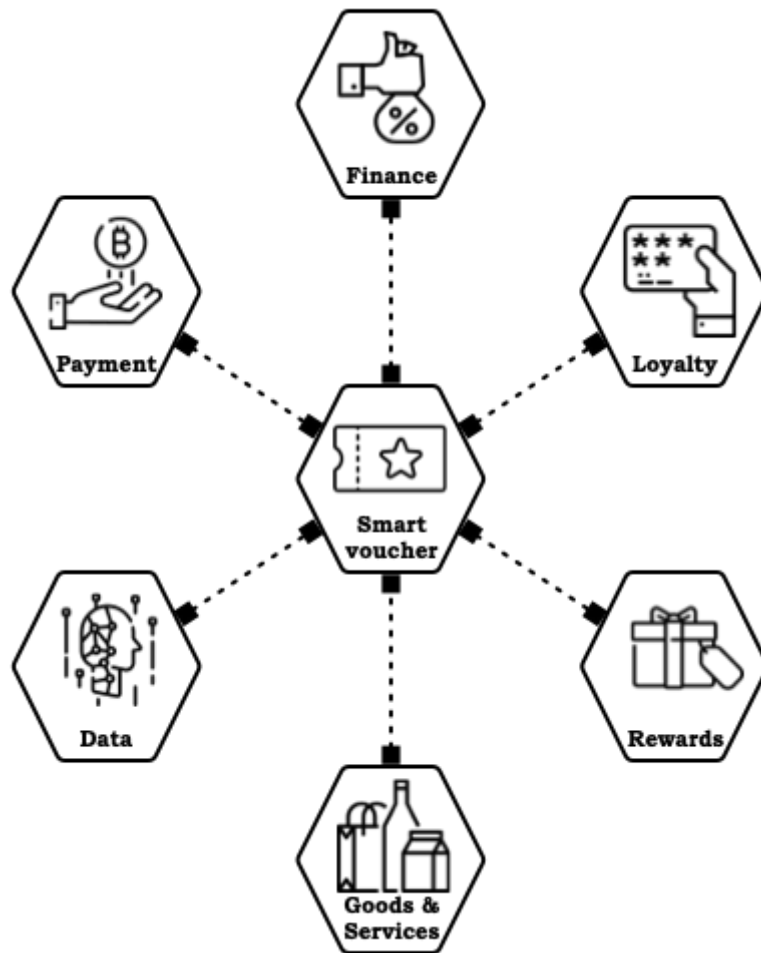 Finance
Payment
Loyalty
Smart
voucher
Data
Rewards
Goods &
Services